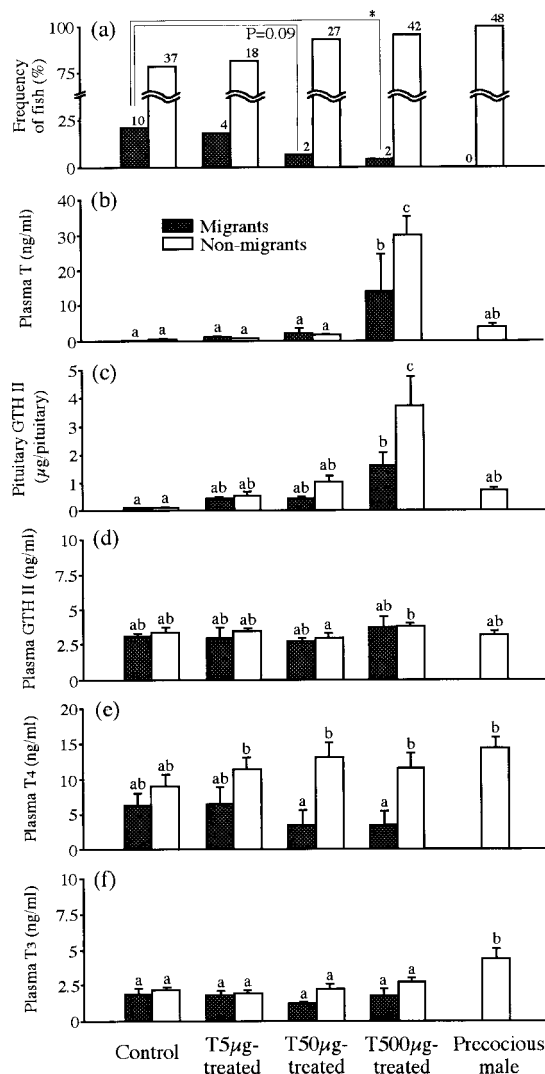 (a)
Frequency of fish (%)
100
75
25
0
*
P=0.09
10
37
4
18
2
27
2
42
0
48
(b)
Plasma T (ng/ml)
40
30
20
10
0
Migrants
Non-migrants
a a a a a a b c ab
(c)
Pituitary GTH II
(µg/pituitary)
5
4
3
2
1
0
a a ab ab ab ab b c ab
(d)
Plasma GTH II (ng/ml)
10
7.5
5
2.5
0
ab ab ab ab ab a ab b ab
(e)
Plasma T4 (ng/ml)
20
15
10
5
0
ab ab ab b a b a b b
(f)
Plasma T3 (ng/ml)
10
7.5
5
2.5
0
a a a a a a a a b
Control
T5µg-
treated
T50µg-
trcated
T500µg-
treated
Precocious
male